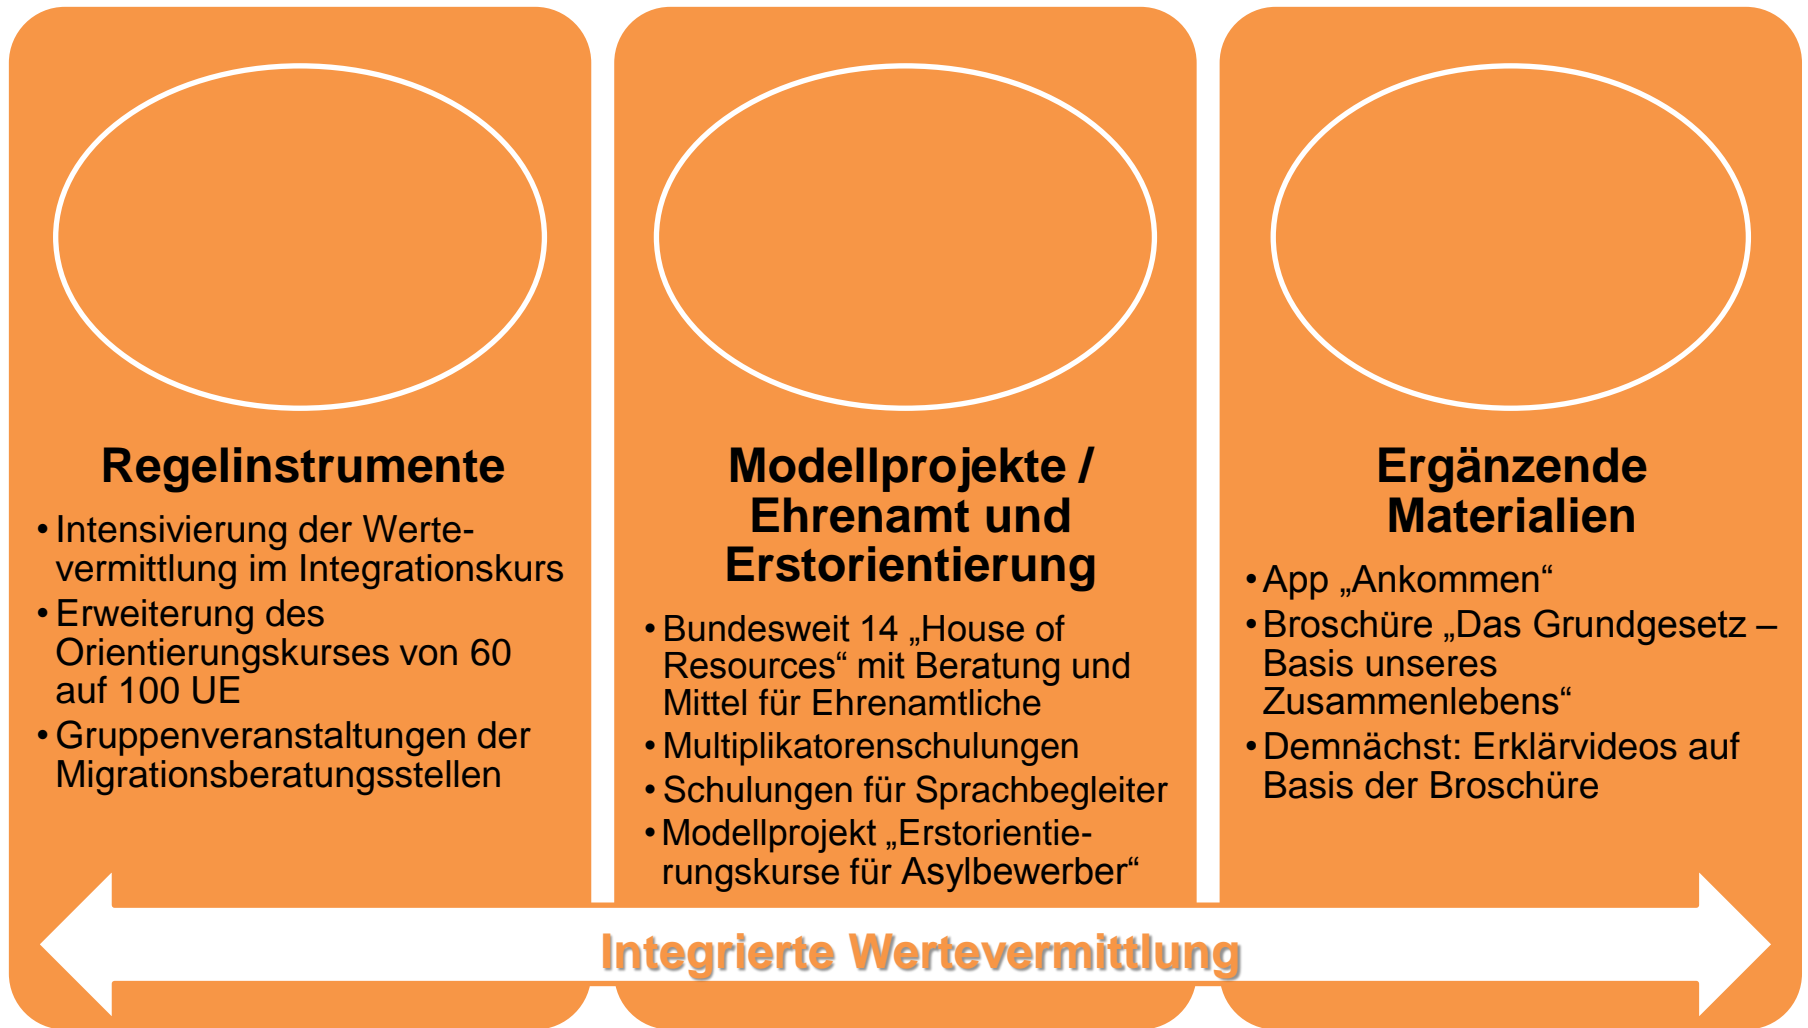 Regelinstrumente
• Intensivierung der Werte-
vermittlung im Integrationskurs
• Erweiterung des
Orientierungskurses von 60
auf 100 UE
• Gruppenveranstaltungen der
Migrationsberatungsstellen
Modellprojekte /
Ehrenamt und
Erstorientierung
• Bundesweit 14 „House of
Resources“ mit Beratung und
Mittel für Ehrenamtliche
• Multiplikatorenschulungen
• Schulungen für Sprachbegleiter
• Modellprojekt „Erstorientie-
rungskurse für Asylbewerber“
Ergänzende
Materialien
• App „Ankommen“
• Broschüre „Das Grundgesetz –
Basis unseres
Zusammenlebens“
• Demnächst: Erklärvideos auf
Basis der Broschüre
Integrierte Wertevermittlung